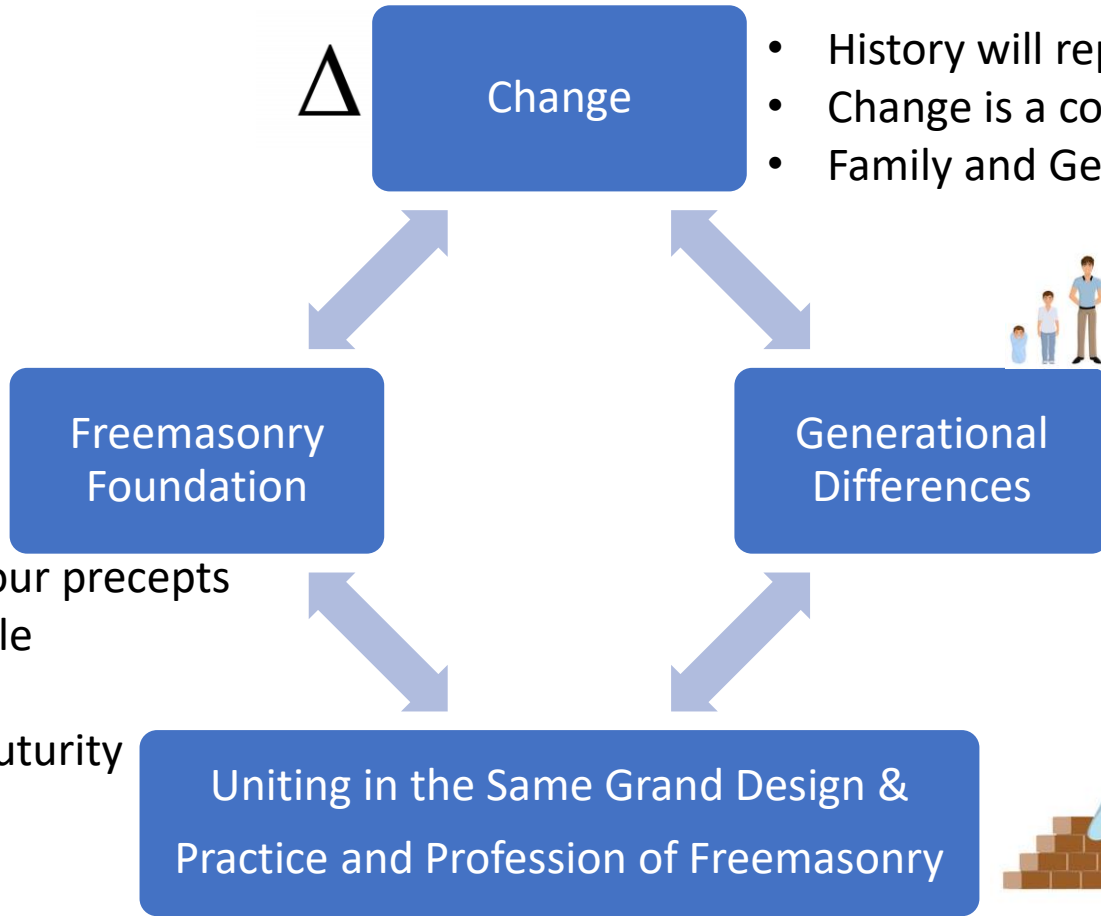 Δ
Change
• History will rep
• Change is a co
• Family and Ge
Freemasonry
Foundation
Generational
Differences
our precepts
le
uturity
Uniting in the Same Grand Design &
Practice and Profession of Freemasonry